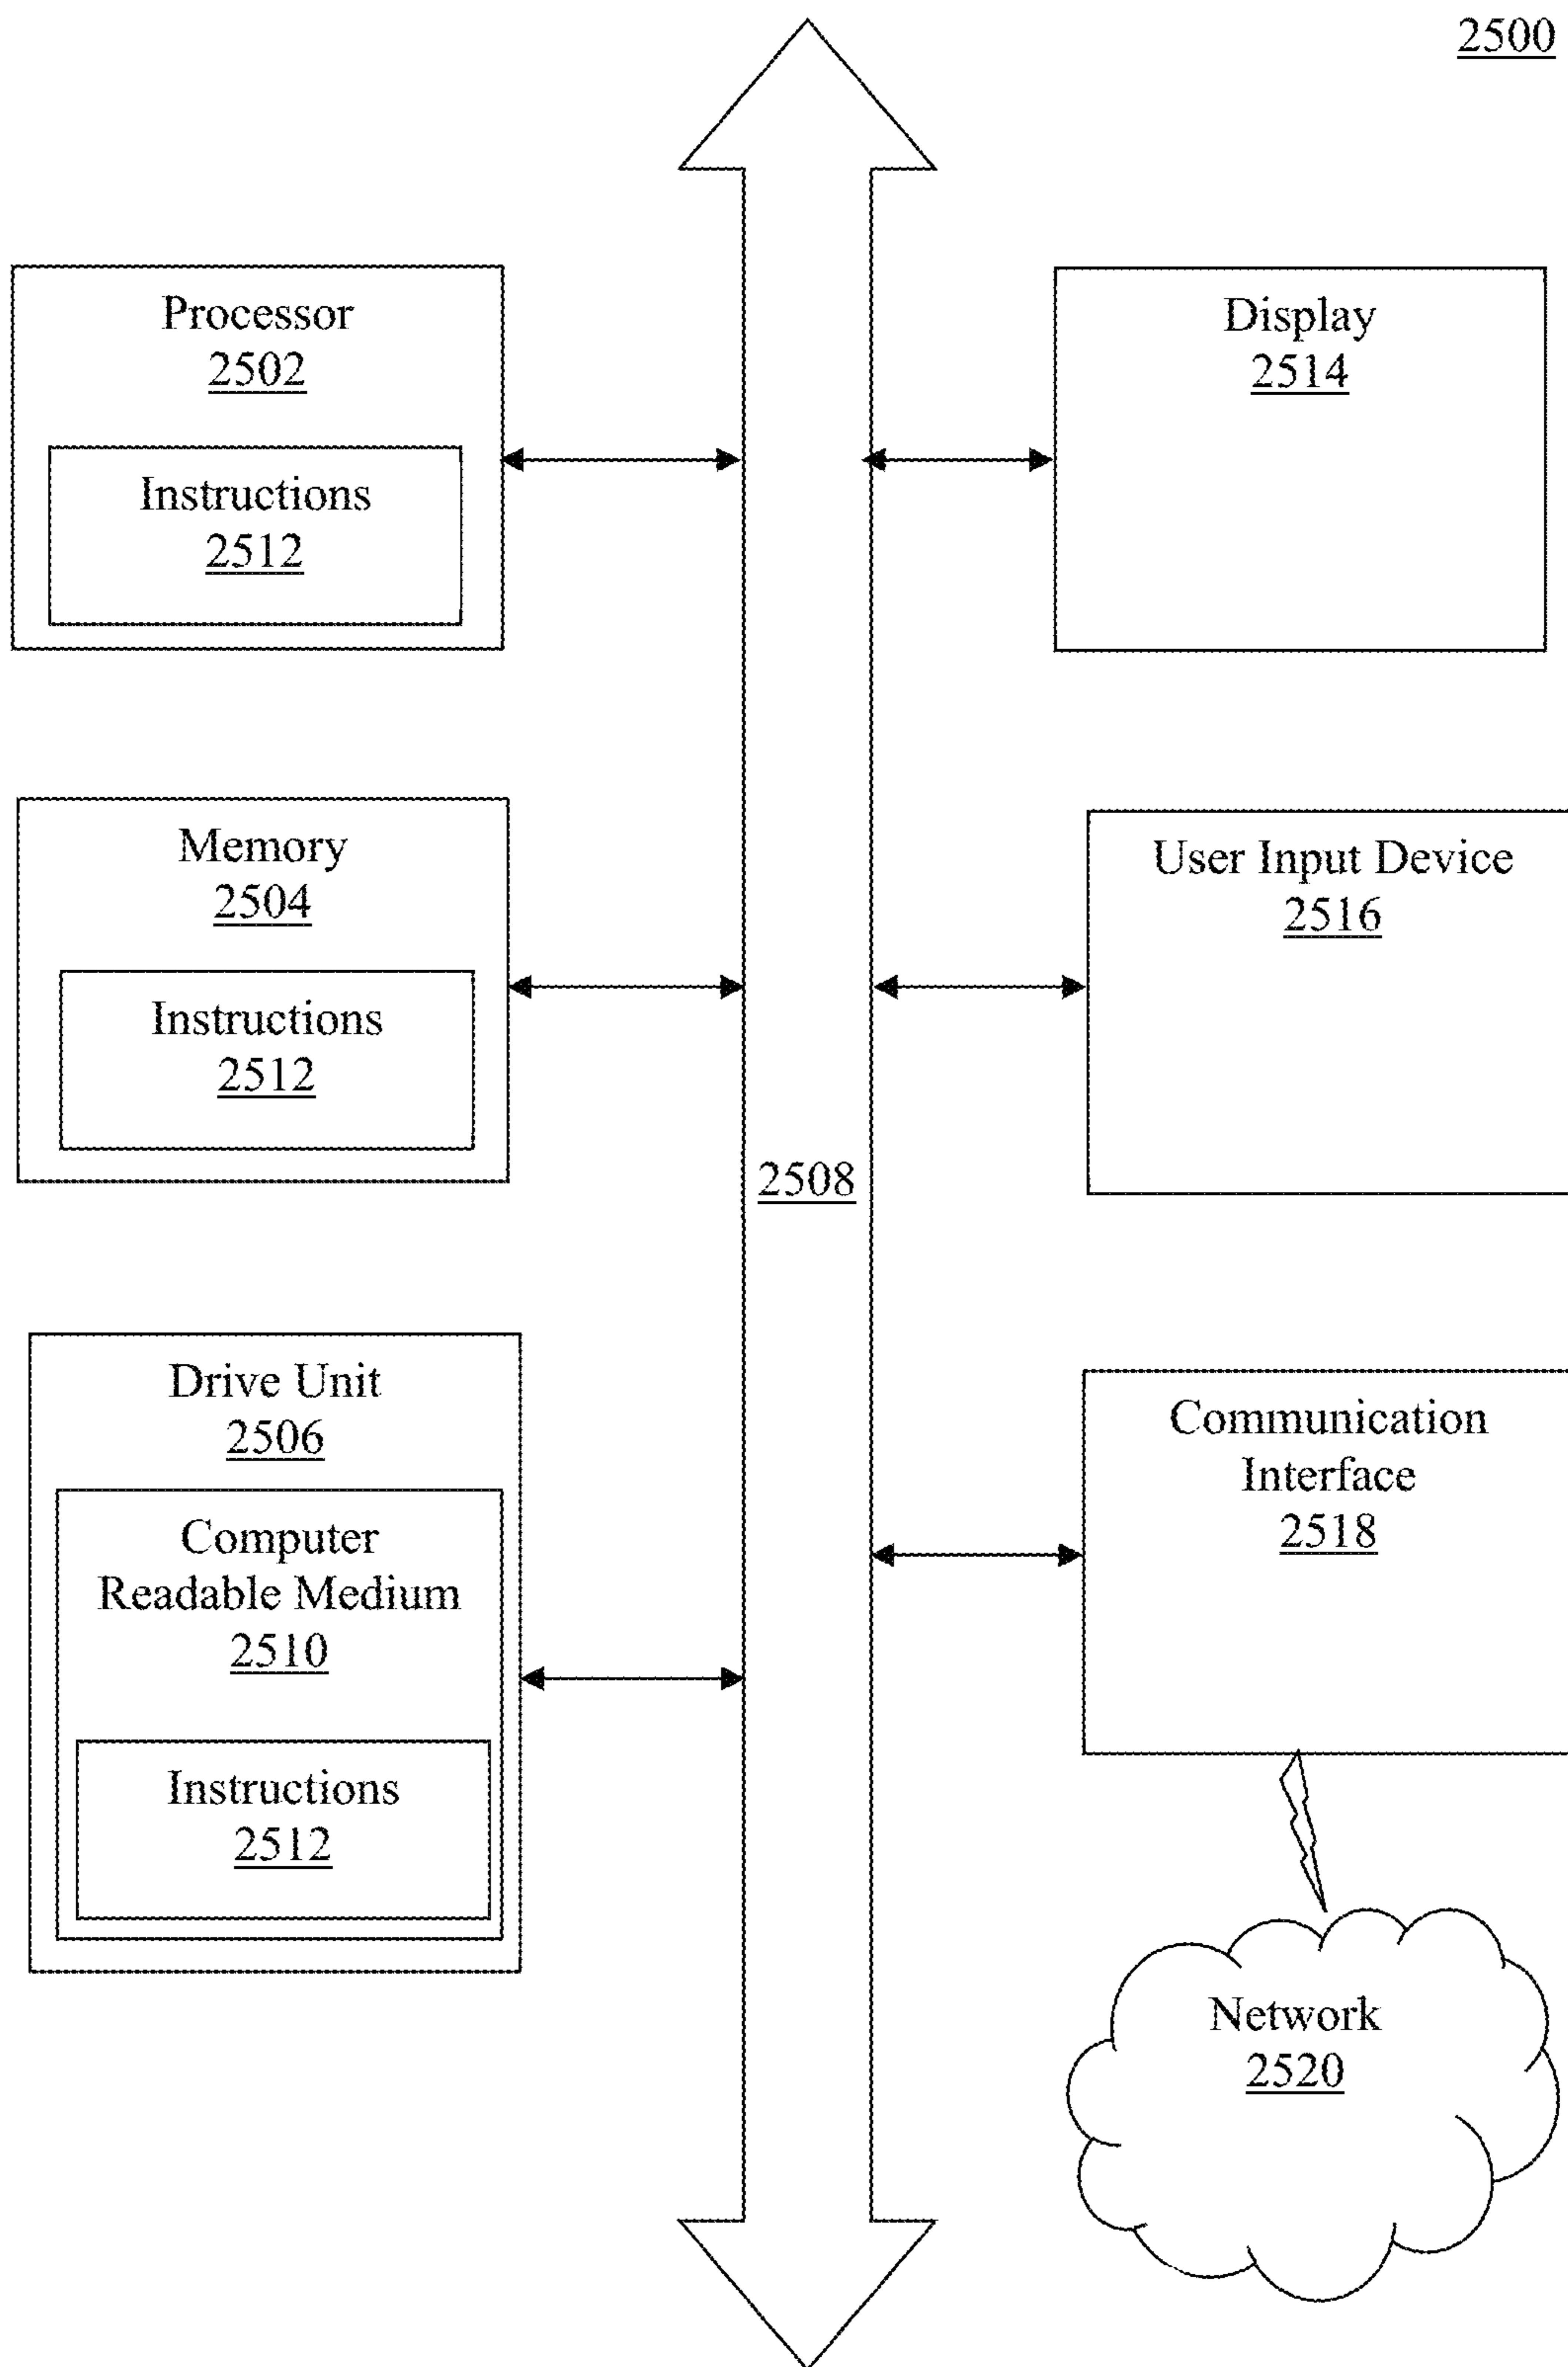 2500
Processor
2502
Instructions
2512
Memory
2504
Instructions
2512
Drive Unit
2506
Computer
Readable Medium
2510
Instructions
2512
2508
Display
2514
User Input Device
2516
Communication
Interface
2518
Network
2520